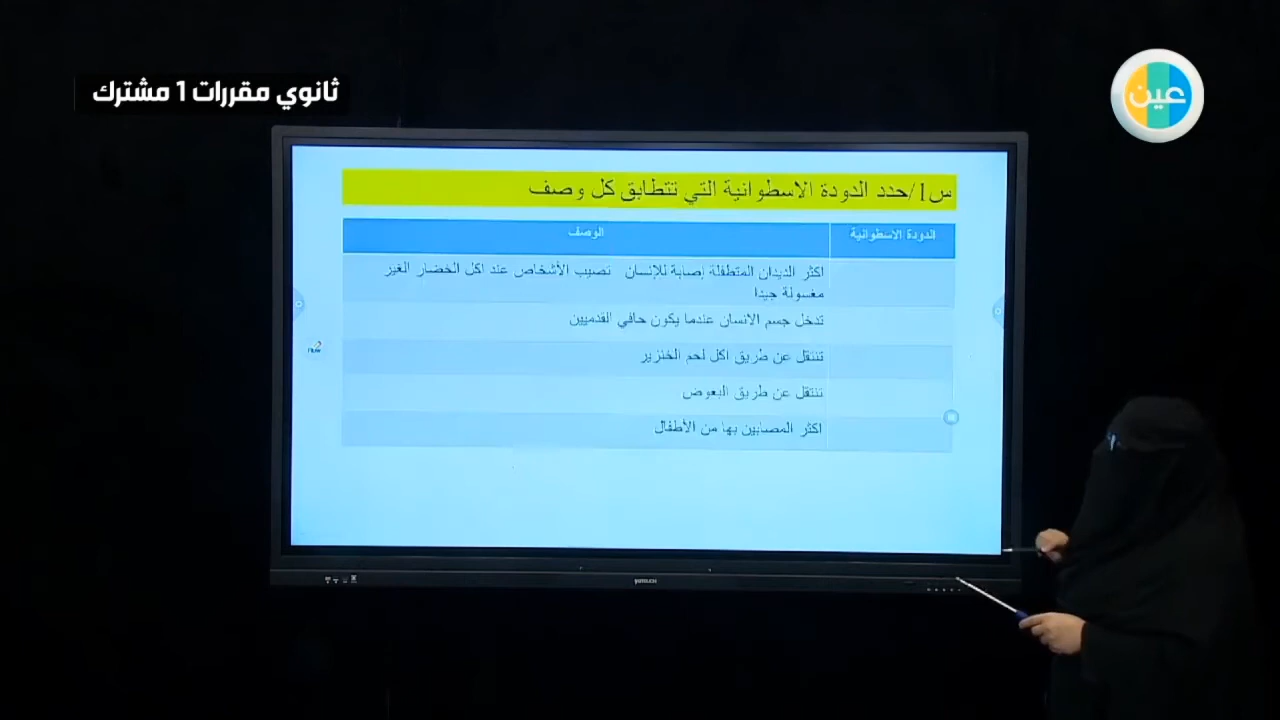 ثانوي مقررات 1 مشترك
عين
س1/حدد الدودة الاسطوانية التي تتطابق كل وصف
الدودة الاسطوانية الوصف
اكثر الديدان المتطفلة إصابة للإنسان تصيب الأشخاص عند اكل الخضار الغير
مغسولة جيدا
تدخل جسم الانسان عندما يكون حافي القدميين
تنتقل عن طريق اكل لحم الخنزير
تنتقل عن طريق البعوض
اكثر المصابين بها من الأطفال